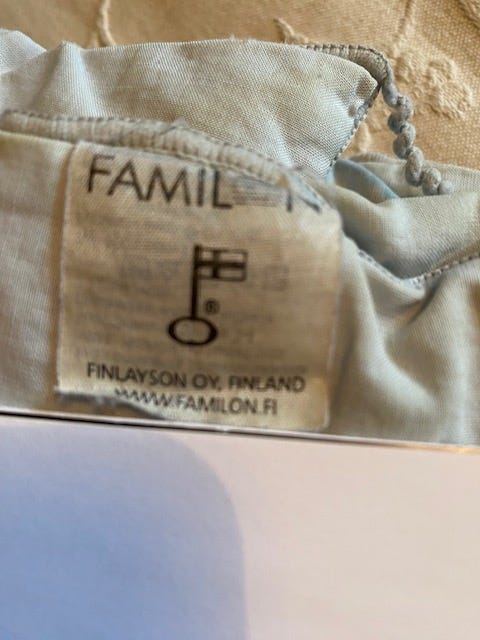 FAMIL N
®
FINLAYSON OY, FINLAND
WWW.FAMILON.FI